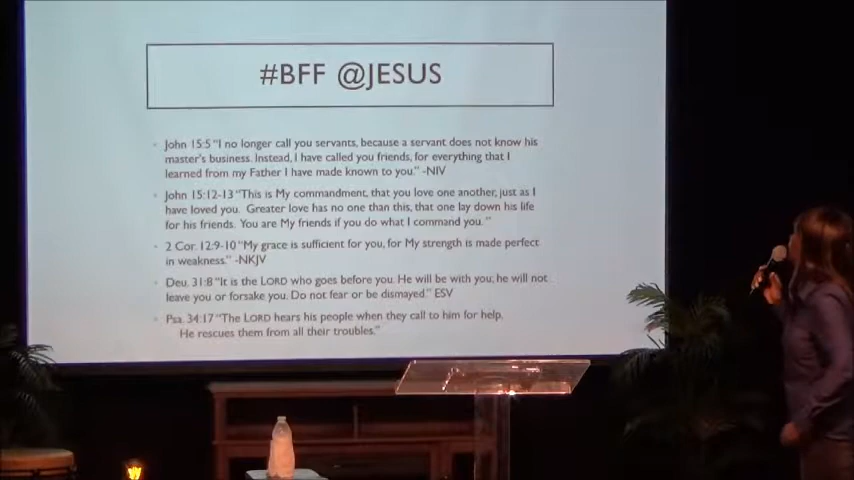 #BFF @JESUS
John 15:5 "I no longer call you servants, because a servant does not know his
master's business. Instead, I have called you friends, for everything that I
learned from my Father I have made known to you." -NIV
John 15:12-13 "This is My commandment, that you love one another, just as I
have loved you. Greater love has no one than this, that one lay down his life
for his friends. You are My friends if you do what I command you."
2 Cor. 12:9-10 "My grace is sufficient for you, for My strength is made perfect
in weakness." -NKJV
Deu. 31:8 "It is the LORD who goes before you. He will be with you; he will not
leave you or forsake you. Do not fear or be dismayed." ESV
Psa. 34:17 "The LORD hears his people when they call to him for help.
He rescues them from all their troubles."